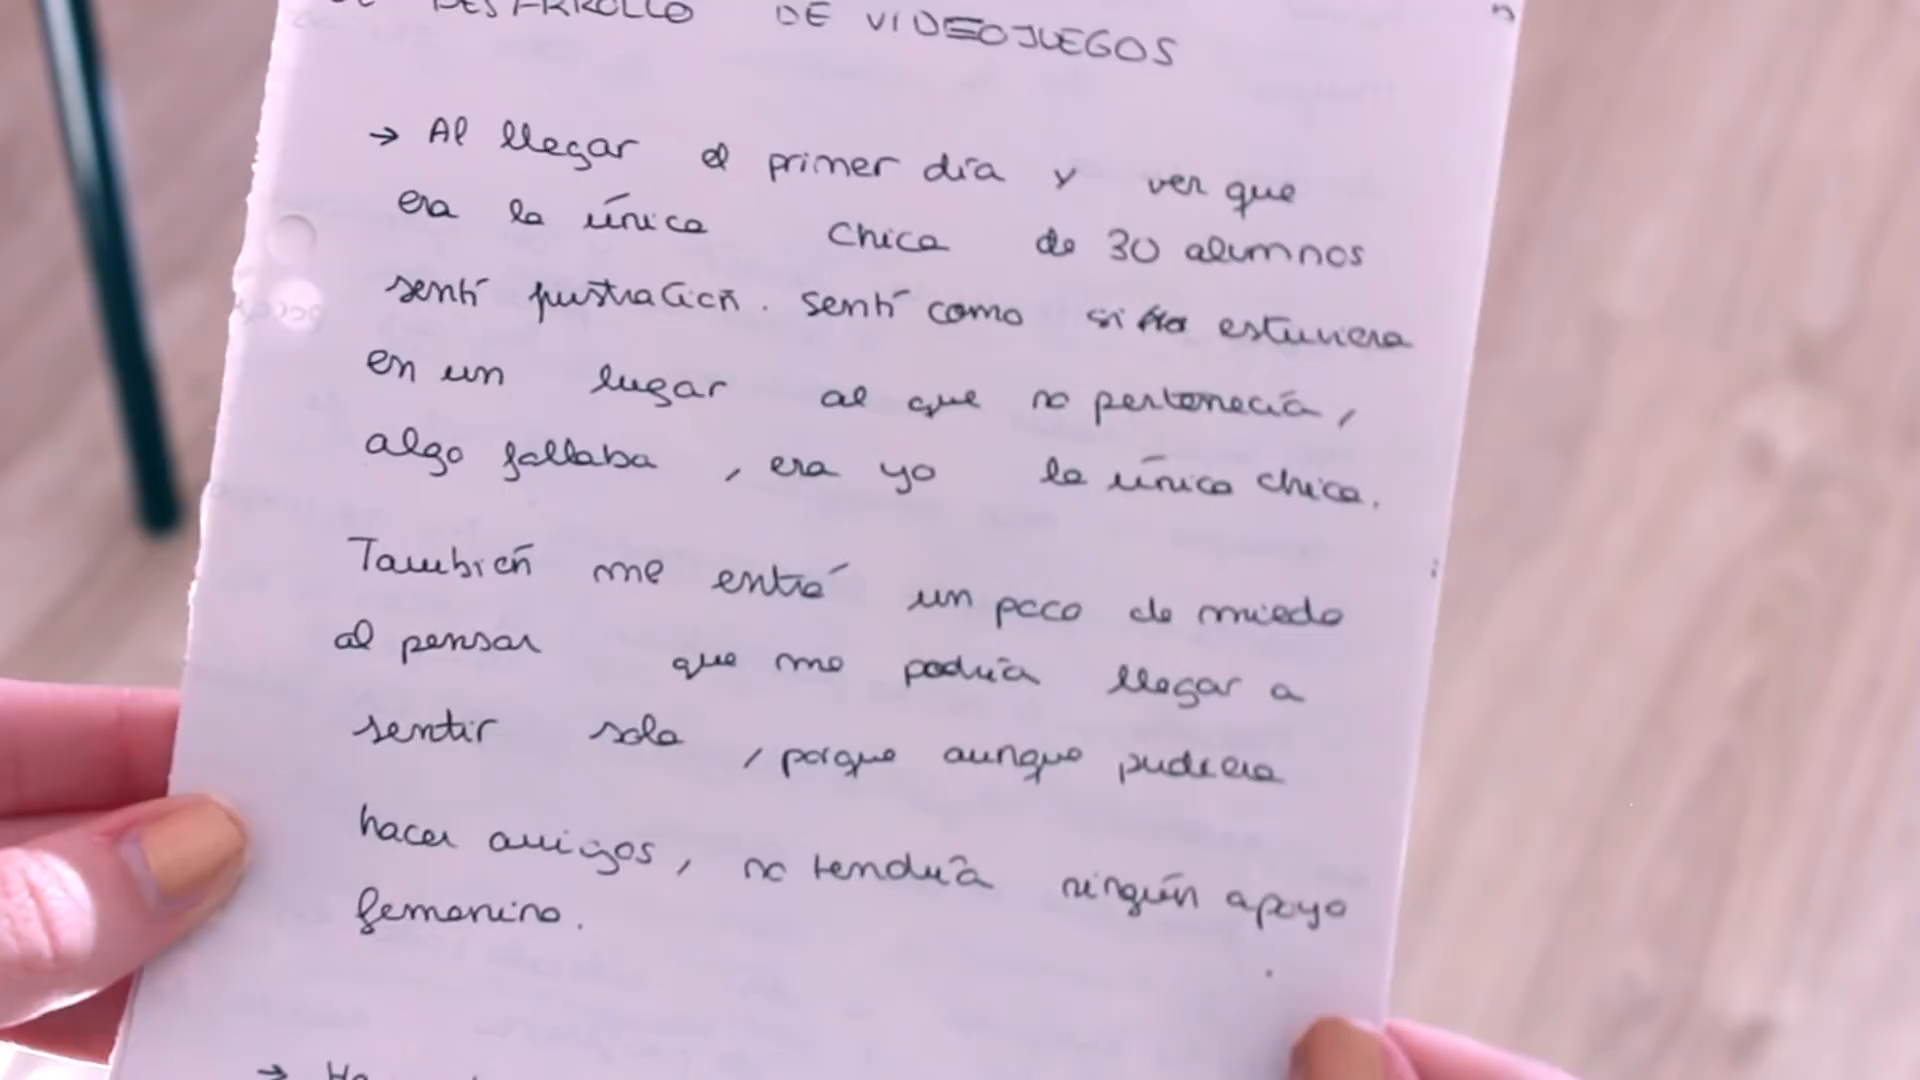 DESARROLLO DE VIDEOJUEGOS
→ Al llegar el primer día y ver que
era la única chica de 30 alumnos
sentí frustración. Sentí como si estuviera
en un lugar al que no pertenecía,
algo fallaba, era yo la única chica.
También me entró un poco de miedo
al pensar que me podría llegar a
sentir sola, porque aunque pudiera
hacer amigos, no tendría ningún apoyo
femenino.
→ He